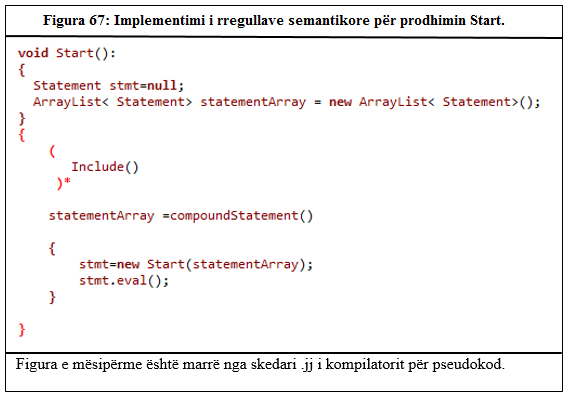 Figura 67: Implementimi i rregullave semantikore për prodhimin Start.
void Start():
{
Statement stmt=null;
ArrayList< Statement> statementArray = new ArrayList< Statement>();
}
{
(
Include()
)*
statementArray =compoundStatement()
{
stmt=new Start(statementArray);
stmt.eval();
}
}
Figura e mësipërme është marrë nga skedari .jj i kompilatorit për pseudokod.